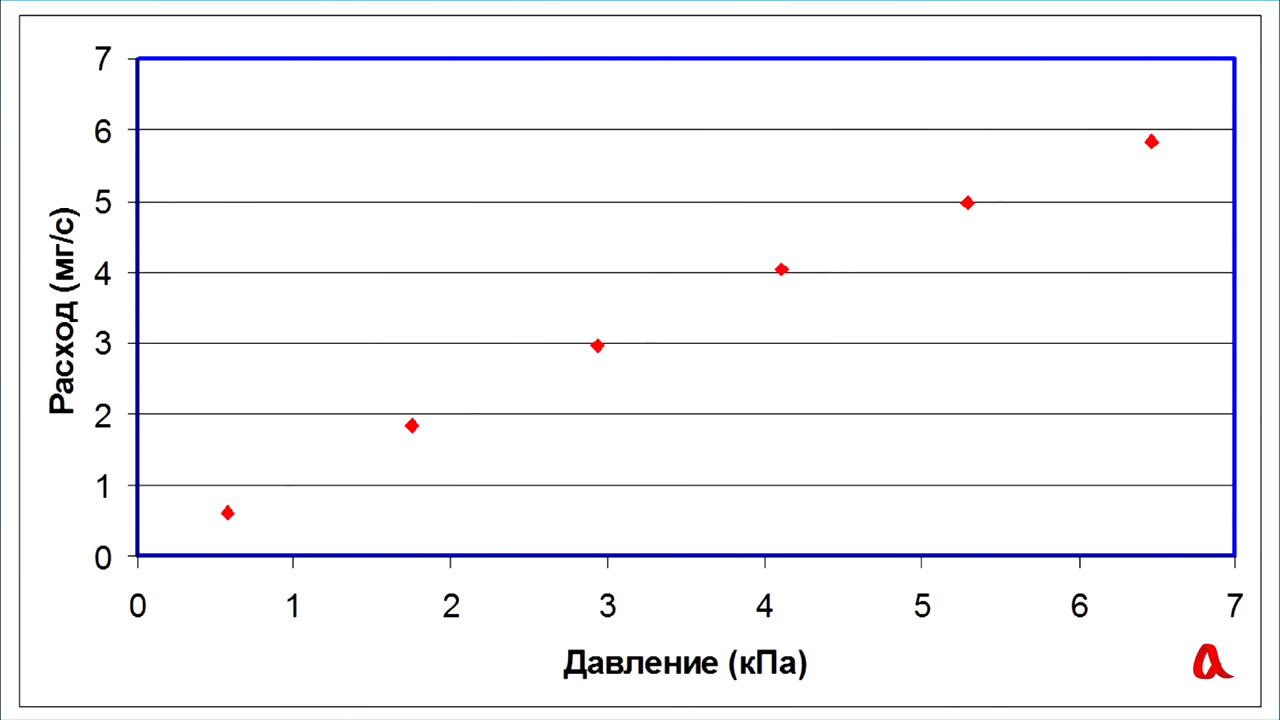 7
6
5
4
3
2
1
0
Расход (мг/с)
0 1 2 3 4 5 6 7
Давление (кПа)
a